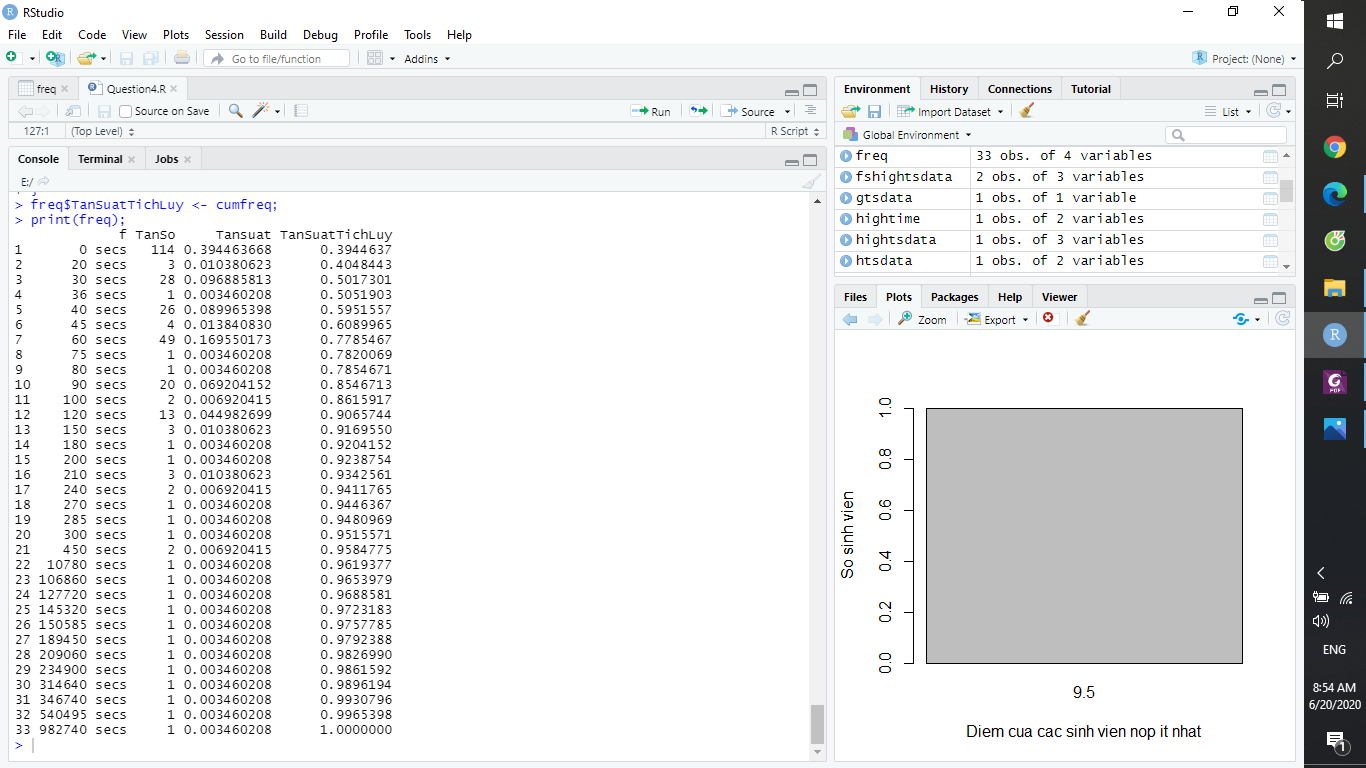 RStudio
File Edit Code View Plots Session Build Debug Profile Tools Help
Go to file/function Addins Project: (None)
freq Question4.R
Source on Save Run Source
127:1 (Top Level) R Script
Console Terminal Jobs
E:/
> freq$TanSuatTichLuy <- cumfreq;
> print(freq);
f TanSo Tansuat TanSuatTichLuy
1 0 secs 114 0.394463668 0.3944637
2 20 secs 3 0.010380623 0.4048443
3 30 secs 28 0.096885813 0.5017301
4 36 secs 1 0.003460208 0.5051903
5 40 secs 26 0.089965398 0.5951557
6 45 secs 4 0.013840830 0.6089965
7 60 secs 49 0.169550173 0.7785467
8 75 secs 1 0.003460208 0.7820069
9 80 secs 1 0.003460208 0.7854671
10 90 secs 20 0.069204152 0.8546713
11 100 secs 2 0.006920415 0.8615917
12 120 secs 13 0.044982699 0.9065744
13 150 secs 3 0.010380623 0.9169550
14 180 secs 1 0.003460208 0.9204152
15 200 secs 1 0.003460208 0.9238754
16 210 secs 3 0.010380623 0.9342561
17 240 secs 2 0.006920415 0.9411765
18 270 secs 1 0.003460208 0.9446367
19 285 secs 1 0.003460208 0.9480969
20 300 secs 1 0.003460208 0.9515571
21 450 secs 2 0.006920415 0.9584775
22 10780 secs 1 0.003460208 0.9619377
23 106860 secs 1 0.003460208 0.9653979
24 127720 secs 1 0.003460208 0.9688581
25 145320 secs 1 0.003460208 0.9723183
26 150585 secs 1 0.003460208 0.9757785
27 189450 secs 1 0.003460208 0.9792388
28 209060 secs 1 0.003460208 0.9826990
29 234900 secs 1 0.003460208 0.9861592
30 314640 secs 1 0.003460208 0.9896194
31 346740 secs 1 0.003460208 0.9930796
32 540495 secs 1 0.003460208 0.9965398
33 982740 secs 1 0.003460208 1.0000000
>
Environment History Connections Tutorial
Import Dataset List
Global Environment
freq 33 obs. of 4 variables
fshightsdata 2 obs. of 3 variables
gtsdata 1 obs. of 1 variable
hightime 1 obs. of 2 variables
hightsdata 1 obs. of 3 variables
htsdata 1 obs. of 2 variables
Files Plots Packages Help Viewer
Zoom Export
1.0
0.8
0.6
0.4
0.2
0.0
So sinh vien
9.5
Diem cua cac sinh vien nop it nhat
R
PDF
ENG
8:54 AM
6/20/2020
1